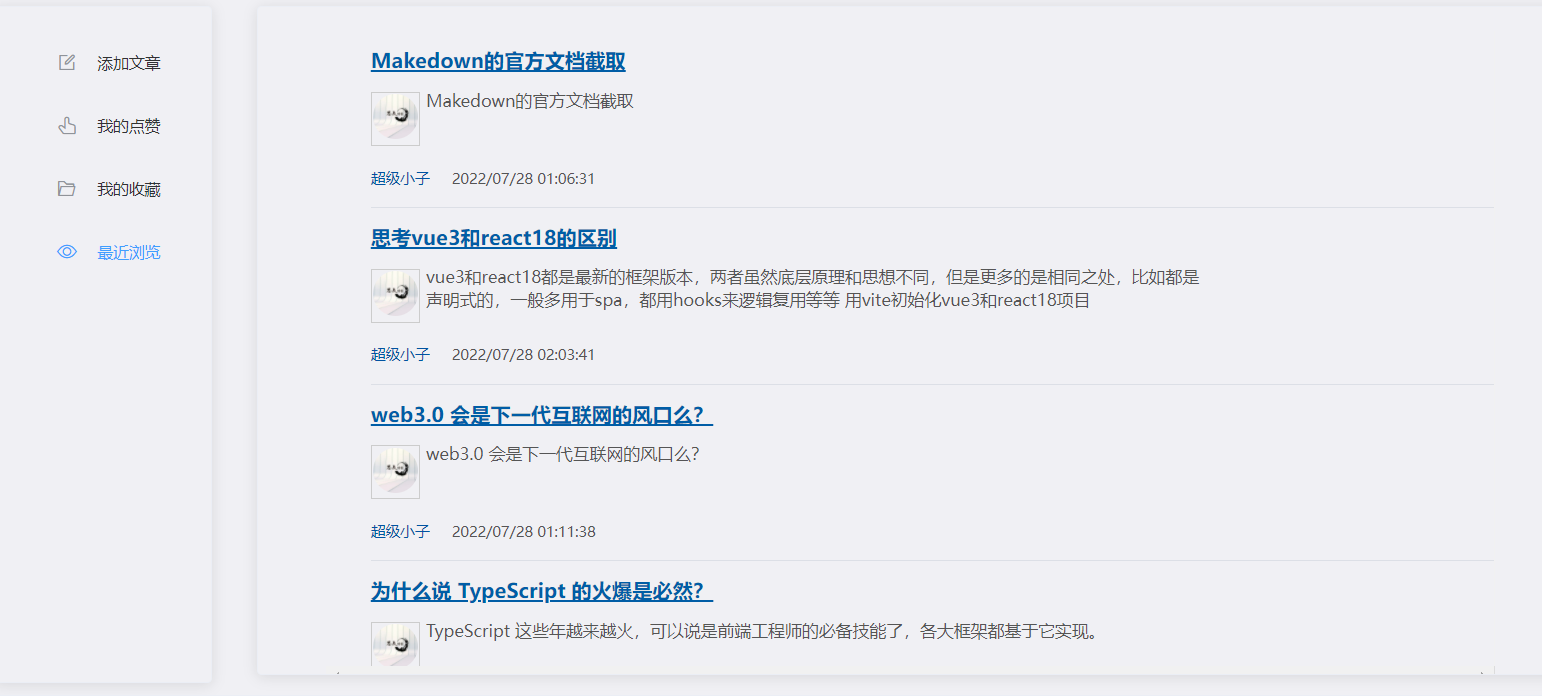 添加文章
我的点赞
我的收藏
最近浏览
Makedown的官方文档截取
Makedown的官方文档截取
超级小子 2022/07/28 01:06:31
思考vue3和react18的区别
vue3和react18都是最新的框架版本，两者虽然底层原理和思想不同，但是更多的是相同之处，比如都是
声明式的，一般多用于spa，都用hooks来逻辑复用等等 用vite初始化vue3和react18项目
超级小子 2022/07/28 02:03:41
web3.0 会是下一代互联网的风口么？
web3.0 会是下一代互联网的风口么？
超级小子 2022/07/28 01:11:38
为什么说 TypeScript 的火爆是必然？
TypeScript 这些年越来越火，可以说是前端工程师的必备技能了，各大框架都基于它实现。